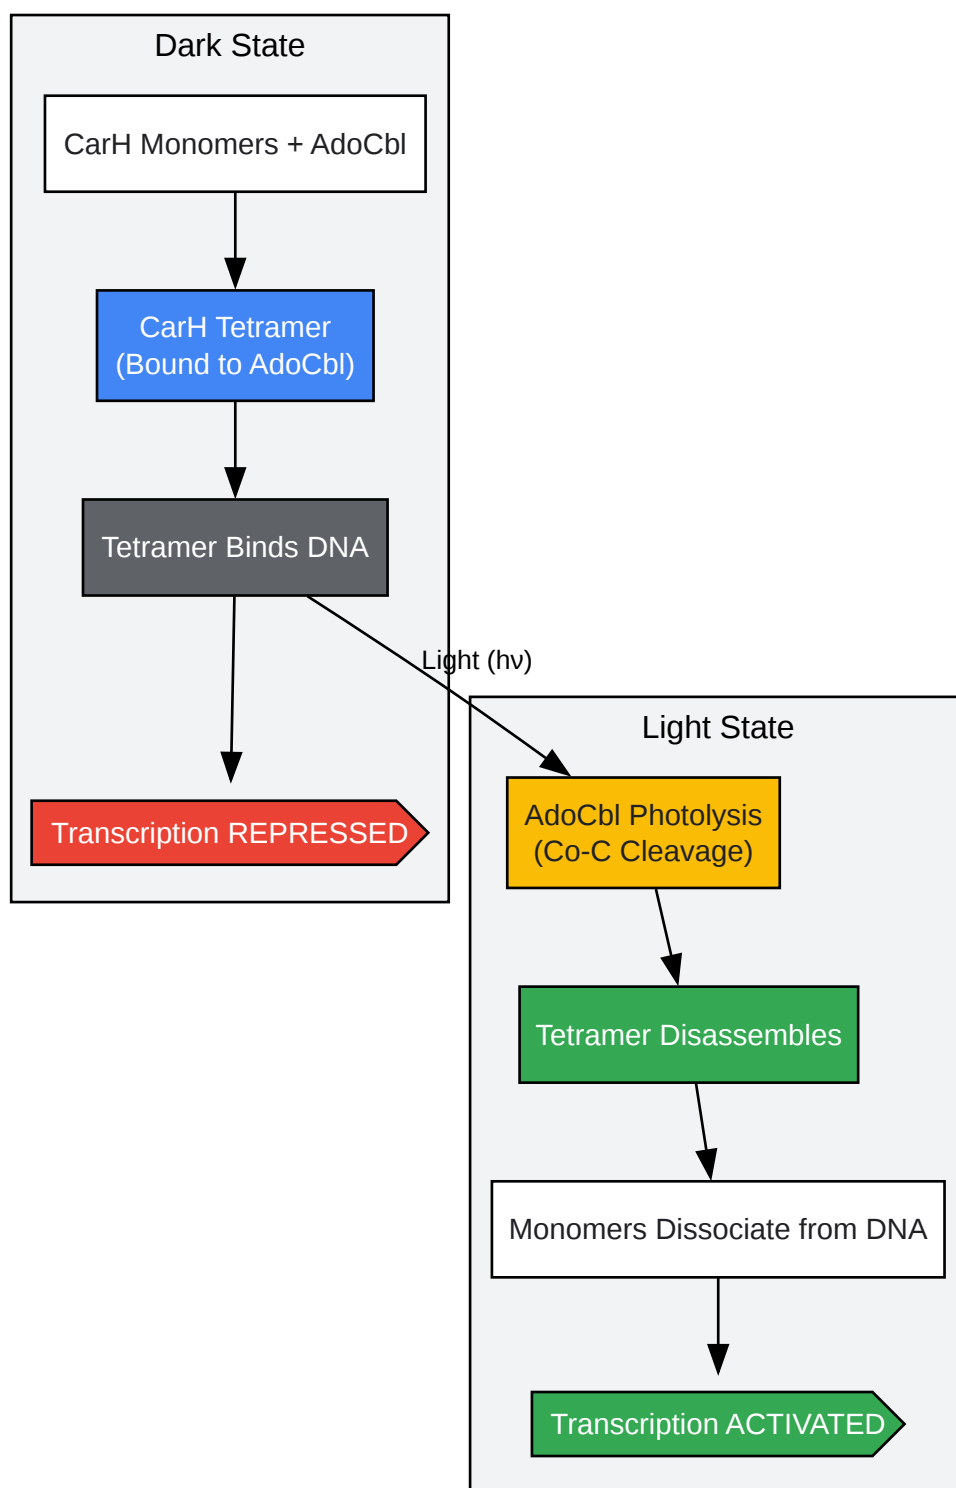 Dark State
CarH Monomers + AdoCbl
CarH Tetramer
(Bound to AdoCbl)
Tetramer Binds DNA
Light (hν)
Transcription REPRESSED
Light State
AdoCbl Photolysis
(Co-C Cleavage)
Tetramer Disassembles
Monomers Dissociate from DNA
Transcription ACTIVATED